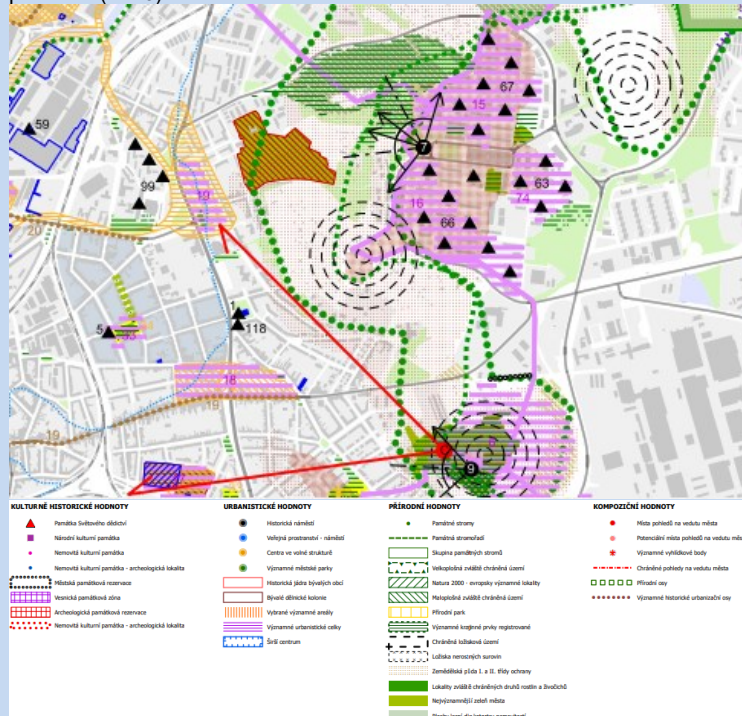 59
67
15
7
99
19
63
74
16
66
20
1
5
43
118
18
19
19
6
9
KULTURNĚ HISTORICKÉ HODNOTY
Památka Světového dědictví
Národní kulturní památka
Nemovitá kulturní památka
Nemovitá kulturní památka - archeologická lokalita
Městská památková rezervace
Vesnická památková zóna
Archeologická památková rezervace
Nemovitá kulturní památka - archeologická lokalita
URBANISTICKÉ HODNOTY
Historická náměstí
Veřejná prostranství - náměstí
Centra ve volné struktuře
Významné městské parky
Historická jádra bývalých obcí
Bývalé dělnické kolonie
Vybrané významné areály
Významné urbanistické celky
Širší centrum
PŘÍRODNÍ HODNOTY
Památné stromy
Památná stromořadí
Skupina památných stromů
Velkoplošná zvláště chráněná území
Natura 2000 - evropsky významné lokality
Maloplošná zvláště chráněná území
Přírodní park
Významné krajinné prvky registrované
Chráněná ložisková území
Ložiska nerostných surovin
Zemědělská půda I. a II. třídy ochrany
Lokality zvláště chráněných druhů rostlin a živočichů
Nejvýznamnější zeleň města
KOMPOZIČNÍ HODNOTY
Místa pohledů na vedutu města
Potenciální místa pohledů na vedutu města
Významné vyhlídkové body
Chráněné pohledy na vedutu města
Přírodní osy
Významné historické urbanizační osy